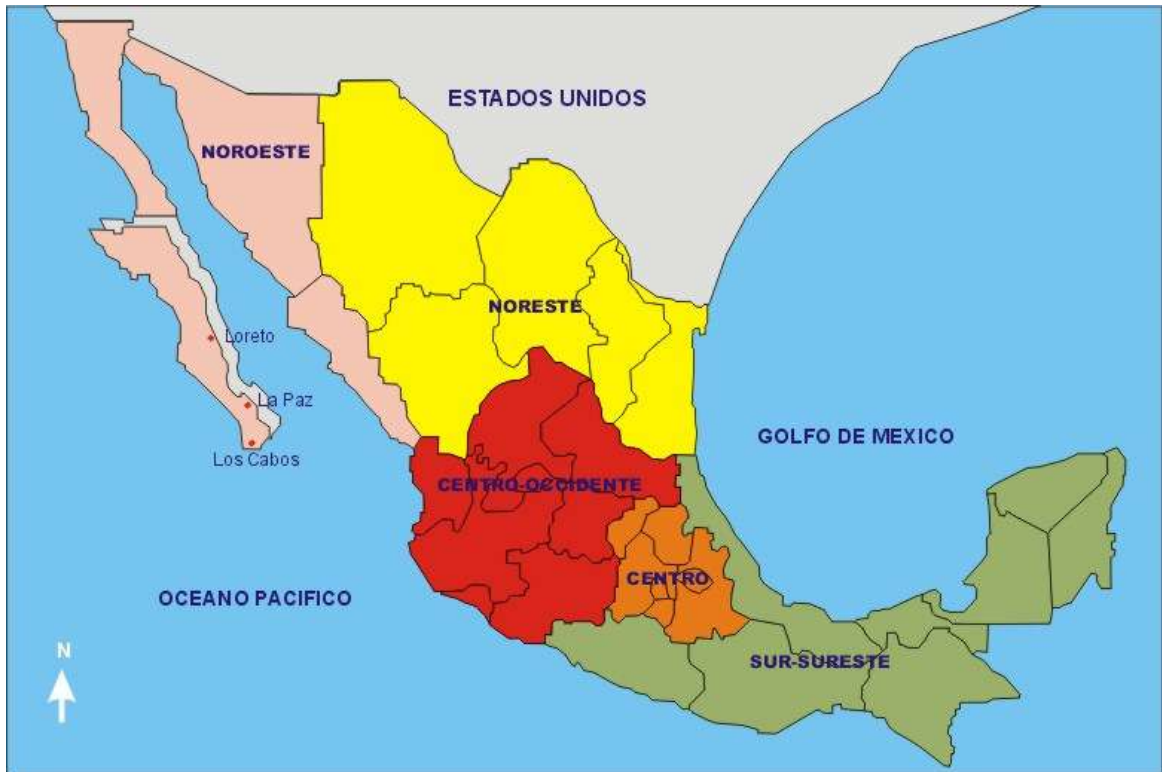 ESTADOS UNIDOS
NOROESTE
NORESTE
Loreto
La Paz
Los Cabos
GOLFO DE MEXICO
CENTRO-OCCIDENTE
CENTRO
OCEANO PACIFICO
SUR-SURESTE
N